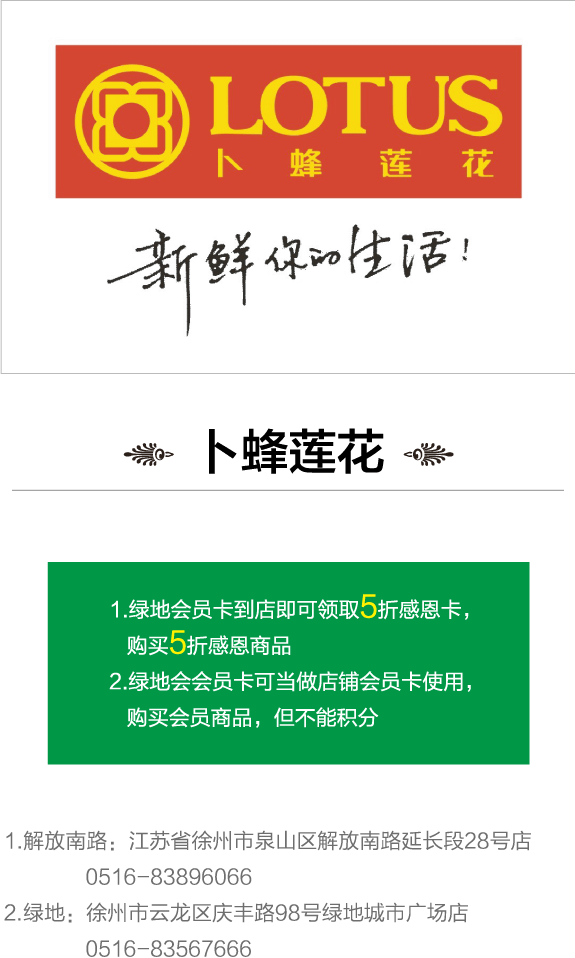 LOTUS
卜蜂莲花
新鲜你的生活!
卜蜂莲花
1.绿地会员卡到店即可领取5折感恩卡，
购买5折感恩商品
2.绿地会会员卡可当做店铺会员卡使用，
购买会员商品，但不能积分
1.解放南路：江苏省徐州市泉山区解放南路延长段28号店
0516-83896066
2.绿地：徐州市云龙区庆丰路98号绿地城市广场店
0516-83567666